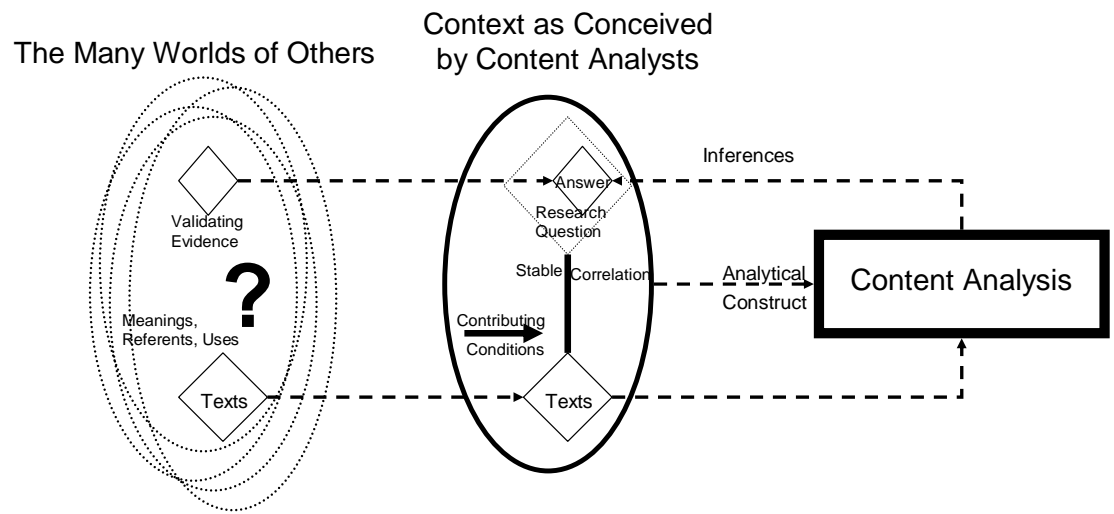 The Many Worlds of Others
Context as Conceived
by Content Analysts
Validating
Evidence
?
Meanings,
Referents, Uses
Texts
Answer
Research
Question
Stable
Correlation
Contributing
Conditions
Texts
Inferences
Analytical
Construct
Content Analysis